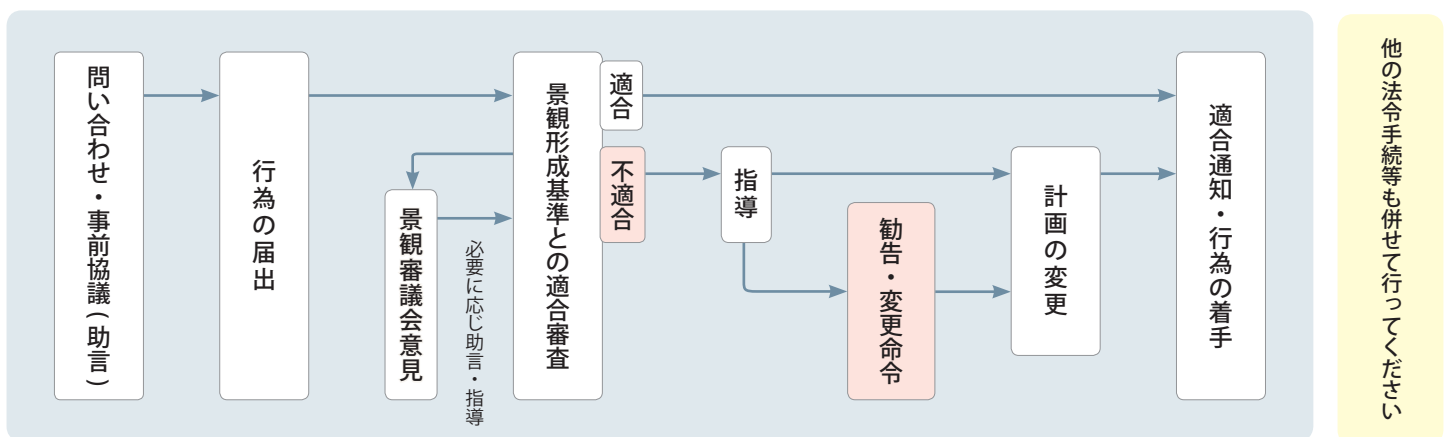 問い合わせ・事前協議(助言)
行為の届出
景観審議会意見
必要に応じ助言・指導
景観形成基準との適合審査
適合
不適合
指導
勧告・変更命令
計画の変更
適合通知・行為の着手
他の法令手続等も併せて行ってください